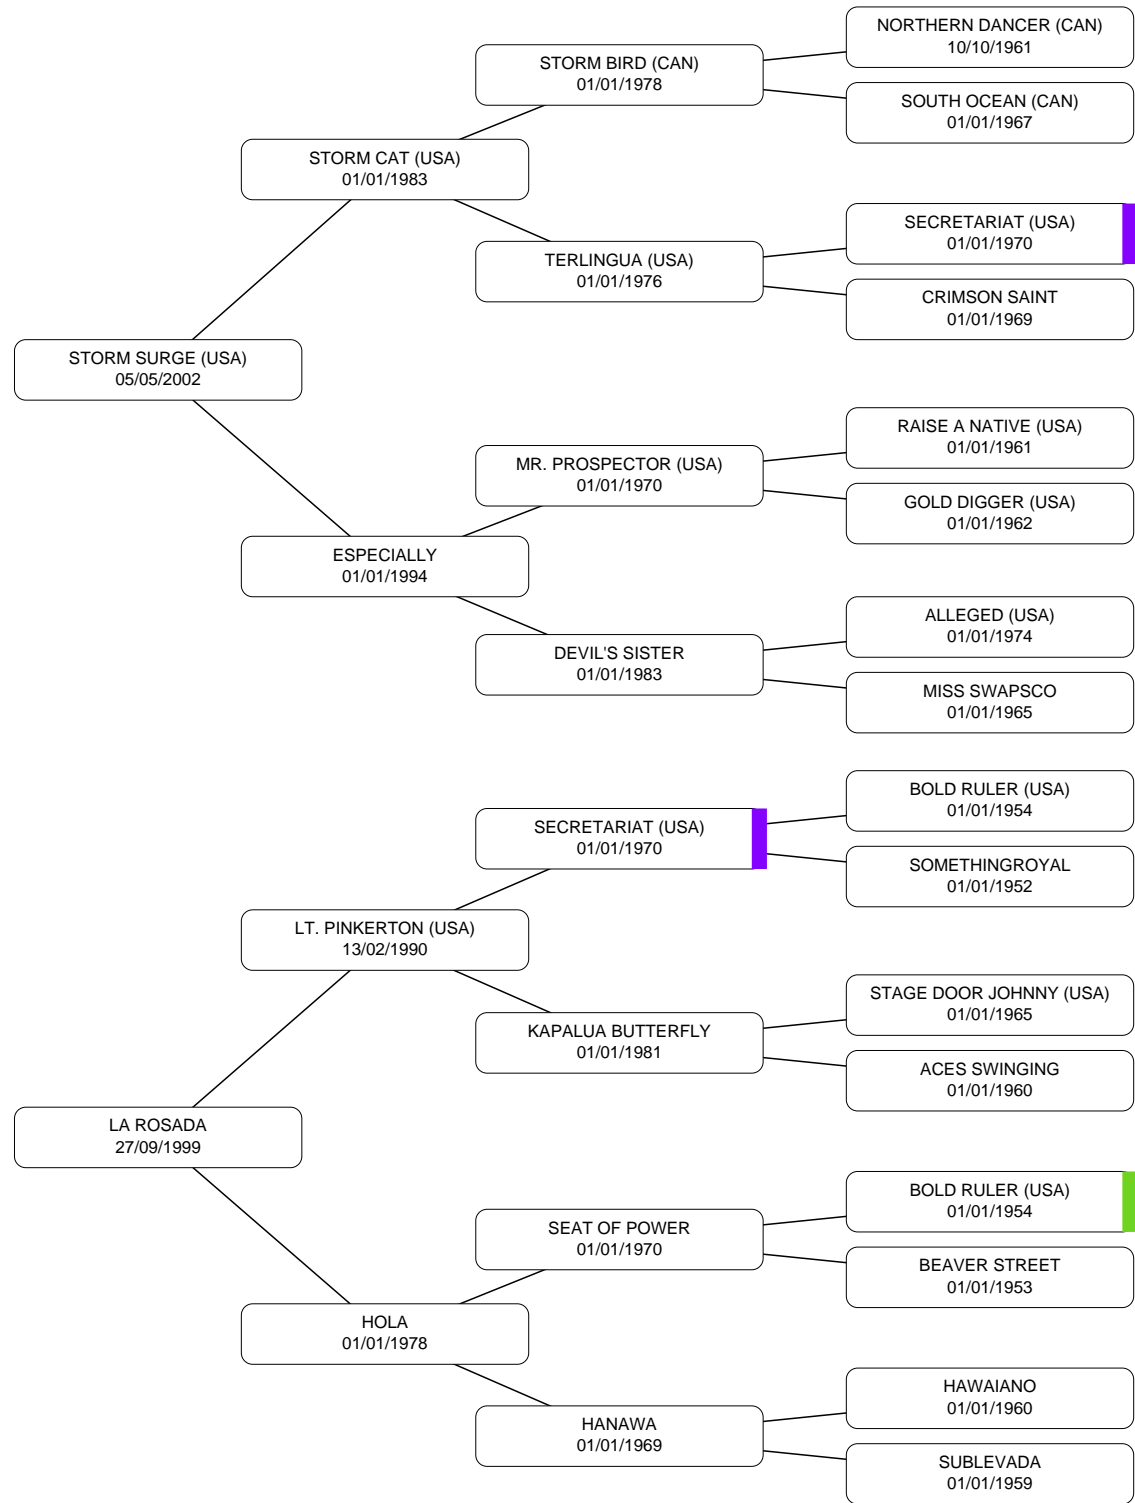 NORTHERN DANCER (CAN)
10/10/1961
STORM BIRD (CAN)
01/01/1978
SOUTH OCEAN (CAN)
01/01/1967
STORM CAT (USA)
01/01/1983
SECRETARIAT (USA)
01/01/1970
TERLINGUA (USA)
01/01/1976
CRIMSON SAINT
01/01/1969
STORM SURGE (USA)
05/05/2002
RAISE A NATIVE (USA)
01/01/1961
MR. PROSPECTOR (USA)
01/01/1970
GOLD DIGGER (USA)
01/01/1962
ESPECIALLY
01/01/1994
ALLEGED (USA)
01/01/1974
DEVIL'S SISTER
01/01/1983
MISS SWAPSCO
01/01/1965
BOLD RULER (USA)
01/01/1954
SECRETARIAT (USA)
01/01/1970
SOMETHINGROYAL
01/01/1952
LT. PINKERTON (USA)
13/02/1990
STAGE DOOR JOHNNY (USA)
01/01/1965
KAPALUA BUTTERFLY
01/01/1981
ACES SWINGING
01/01/1960
LA ROSADA
27/09/1999
BOLD RULER (USA)
01/01/1954
SEAT OF POWER
01/01/1970
BEAVER STREET
01/01/1953
HOLA
01/01/1978
HAWAIANO
01/01/1960
HANAWA
01/01/1969
SUBLEVADA
01/01/1959